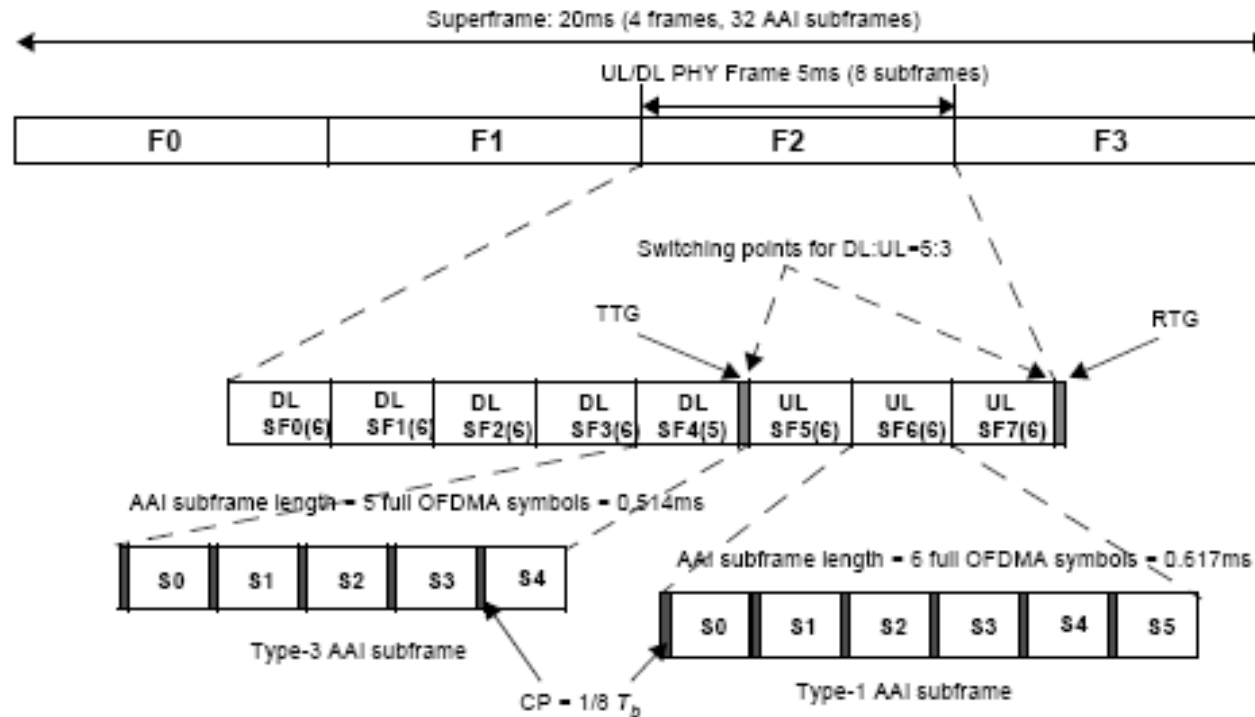 Superframe: 20ms (4 frames, 32 AAI subframes)
UL/DL PHY Frame 5ms (8 subframes)
F0 F1 F2 F3
Switching points for DL:UL=5:3
TTG
RTG
DL DL DL DL DL UL UL UL
SF0(6) SF1(6) SF2(6) SF3(6) SF4(5) SF5(6) SF6(6) SF7(6)
AAI subframe length = 5 full OFDMA symbols = 0.514ms
AAI subframe length = 6 full OFDMA symbols = 0.617ms
S0 S1 S2 S3 S4
S0 S1 S2 S3 S4 S5
Type-3 AAI subframe
Type-1 AAI subframe
CP = 1/8 Tb